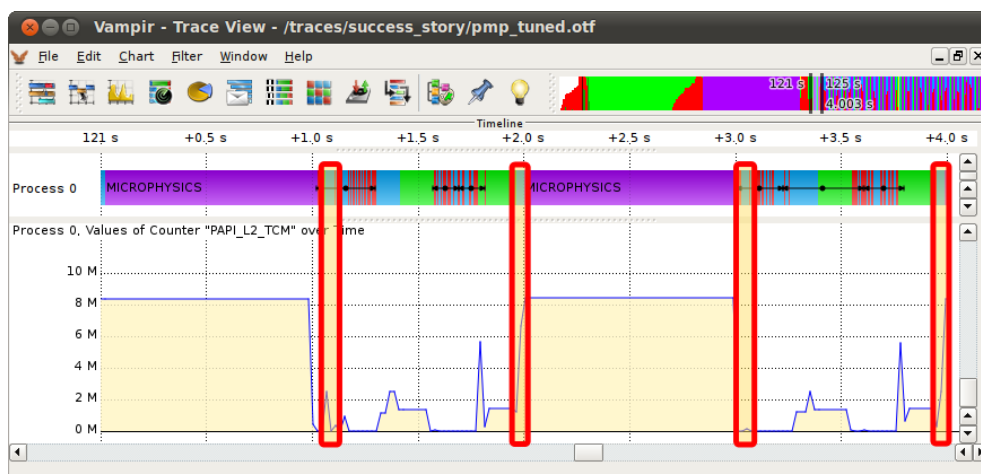 Vampir - Trace View - /traces/success_story/pmp_tuned.otf
File Edit Chart Filter Window Help
121 s 125 s
4.003 s
Timeline
121 s +0.5 s +1.0 s +1.5 s +2.0 s +2.5 s +3.0 s +3.5 s +4.0 s
Process 0 MICROPHYSICS MICROPHYSICS
Process 0, Values of Counter "PAPI_L2_TCM" over Time
10 M
8 M
6 M
4 M
2 M
0 M